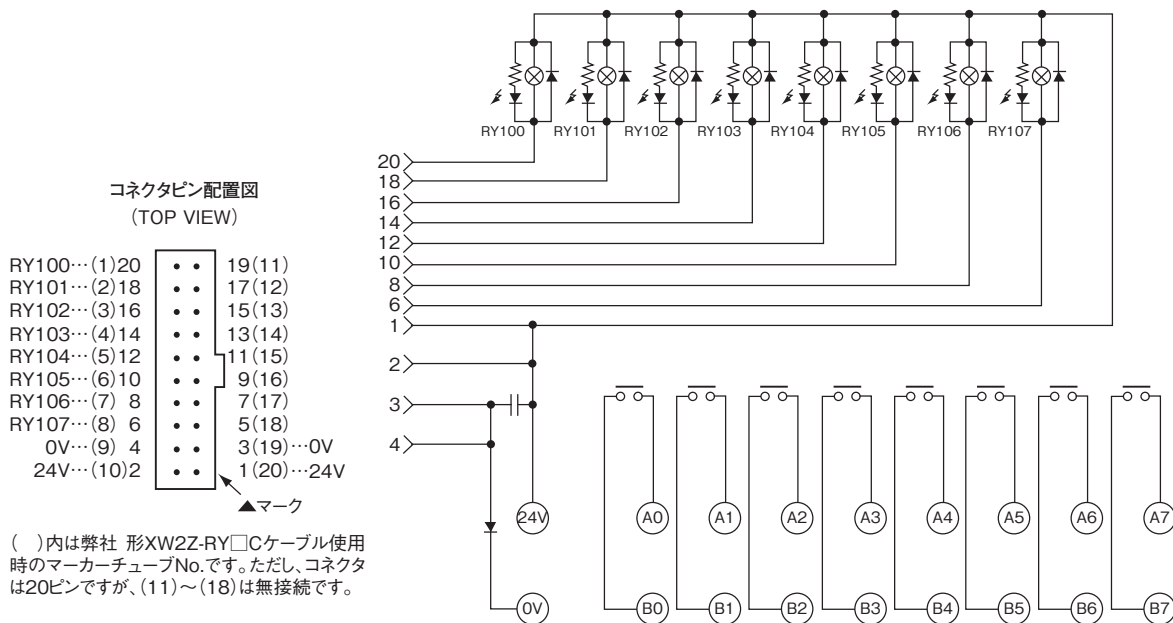 RY100 RY101 RY102 RY103 RY104 RY105 RY106 RY107
20
18
16
14
12
10
8
6
1
2
3
4
コネクタピン配置図
(TOP VIEW)
RY100…(1)20 19(11)
RY101…(2)18 17(12)
RY102…(3)16 15(13)
RY103…(4)14 13(14)
RY104…(5)12 11(15)
RY105…(6)10 9(16)
RY106…(7) 8 7(17)
RY107…(8) 6 5(18)
0V…(9) 4 3(19)…0V
24V…(10)2 1(20)…24V
▲マーク
( )内は弊社 形XW2Z-RY□Cケーブル使用
時のマーカーチューブNo.です。ただし、コネクタ
は20ピンですが、(11)～(18)は無接続です。
24V A0 A1 A2 A3 A4 A5 A6 A7
0V B0 B1 B2 B3 B4 B5 B6 B7